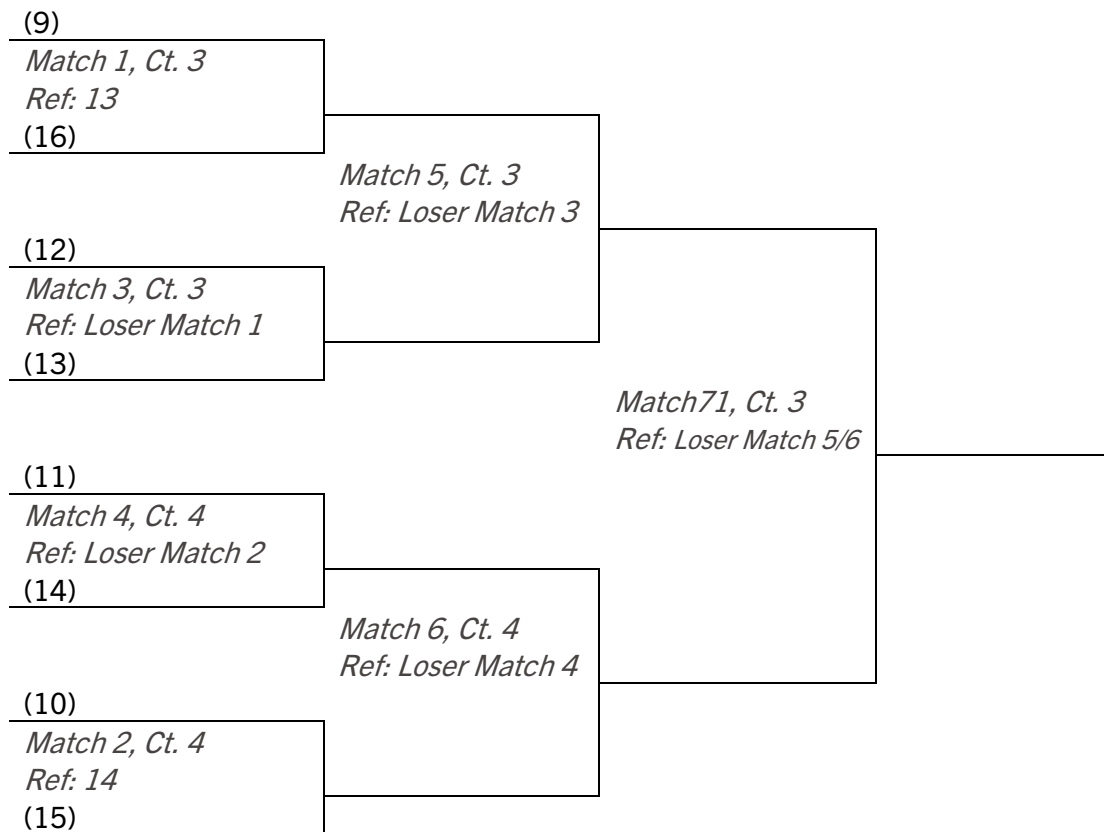 (9)
Match 1, Ct. 3
Ref: 13
(16)
Match 5, Ct. 3
Ref: Loser Match 3
(12)
Match 3, Ct. 3
Ref: Loser Match 1
(13)
Match71, Ct. 3
Ref: Loser Match 5/6
(11)
Match 4, Ct. 4
Ref: Loser Match 2
(14)
Match 6, Ct. 4
Ref: Loser Match 4
(10)
Match 2, Ct. 4
Ref: 14
(15)